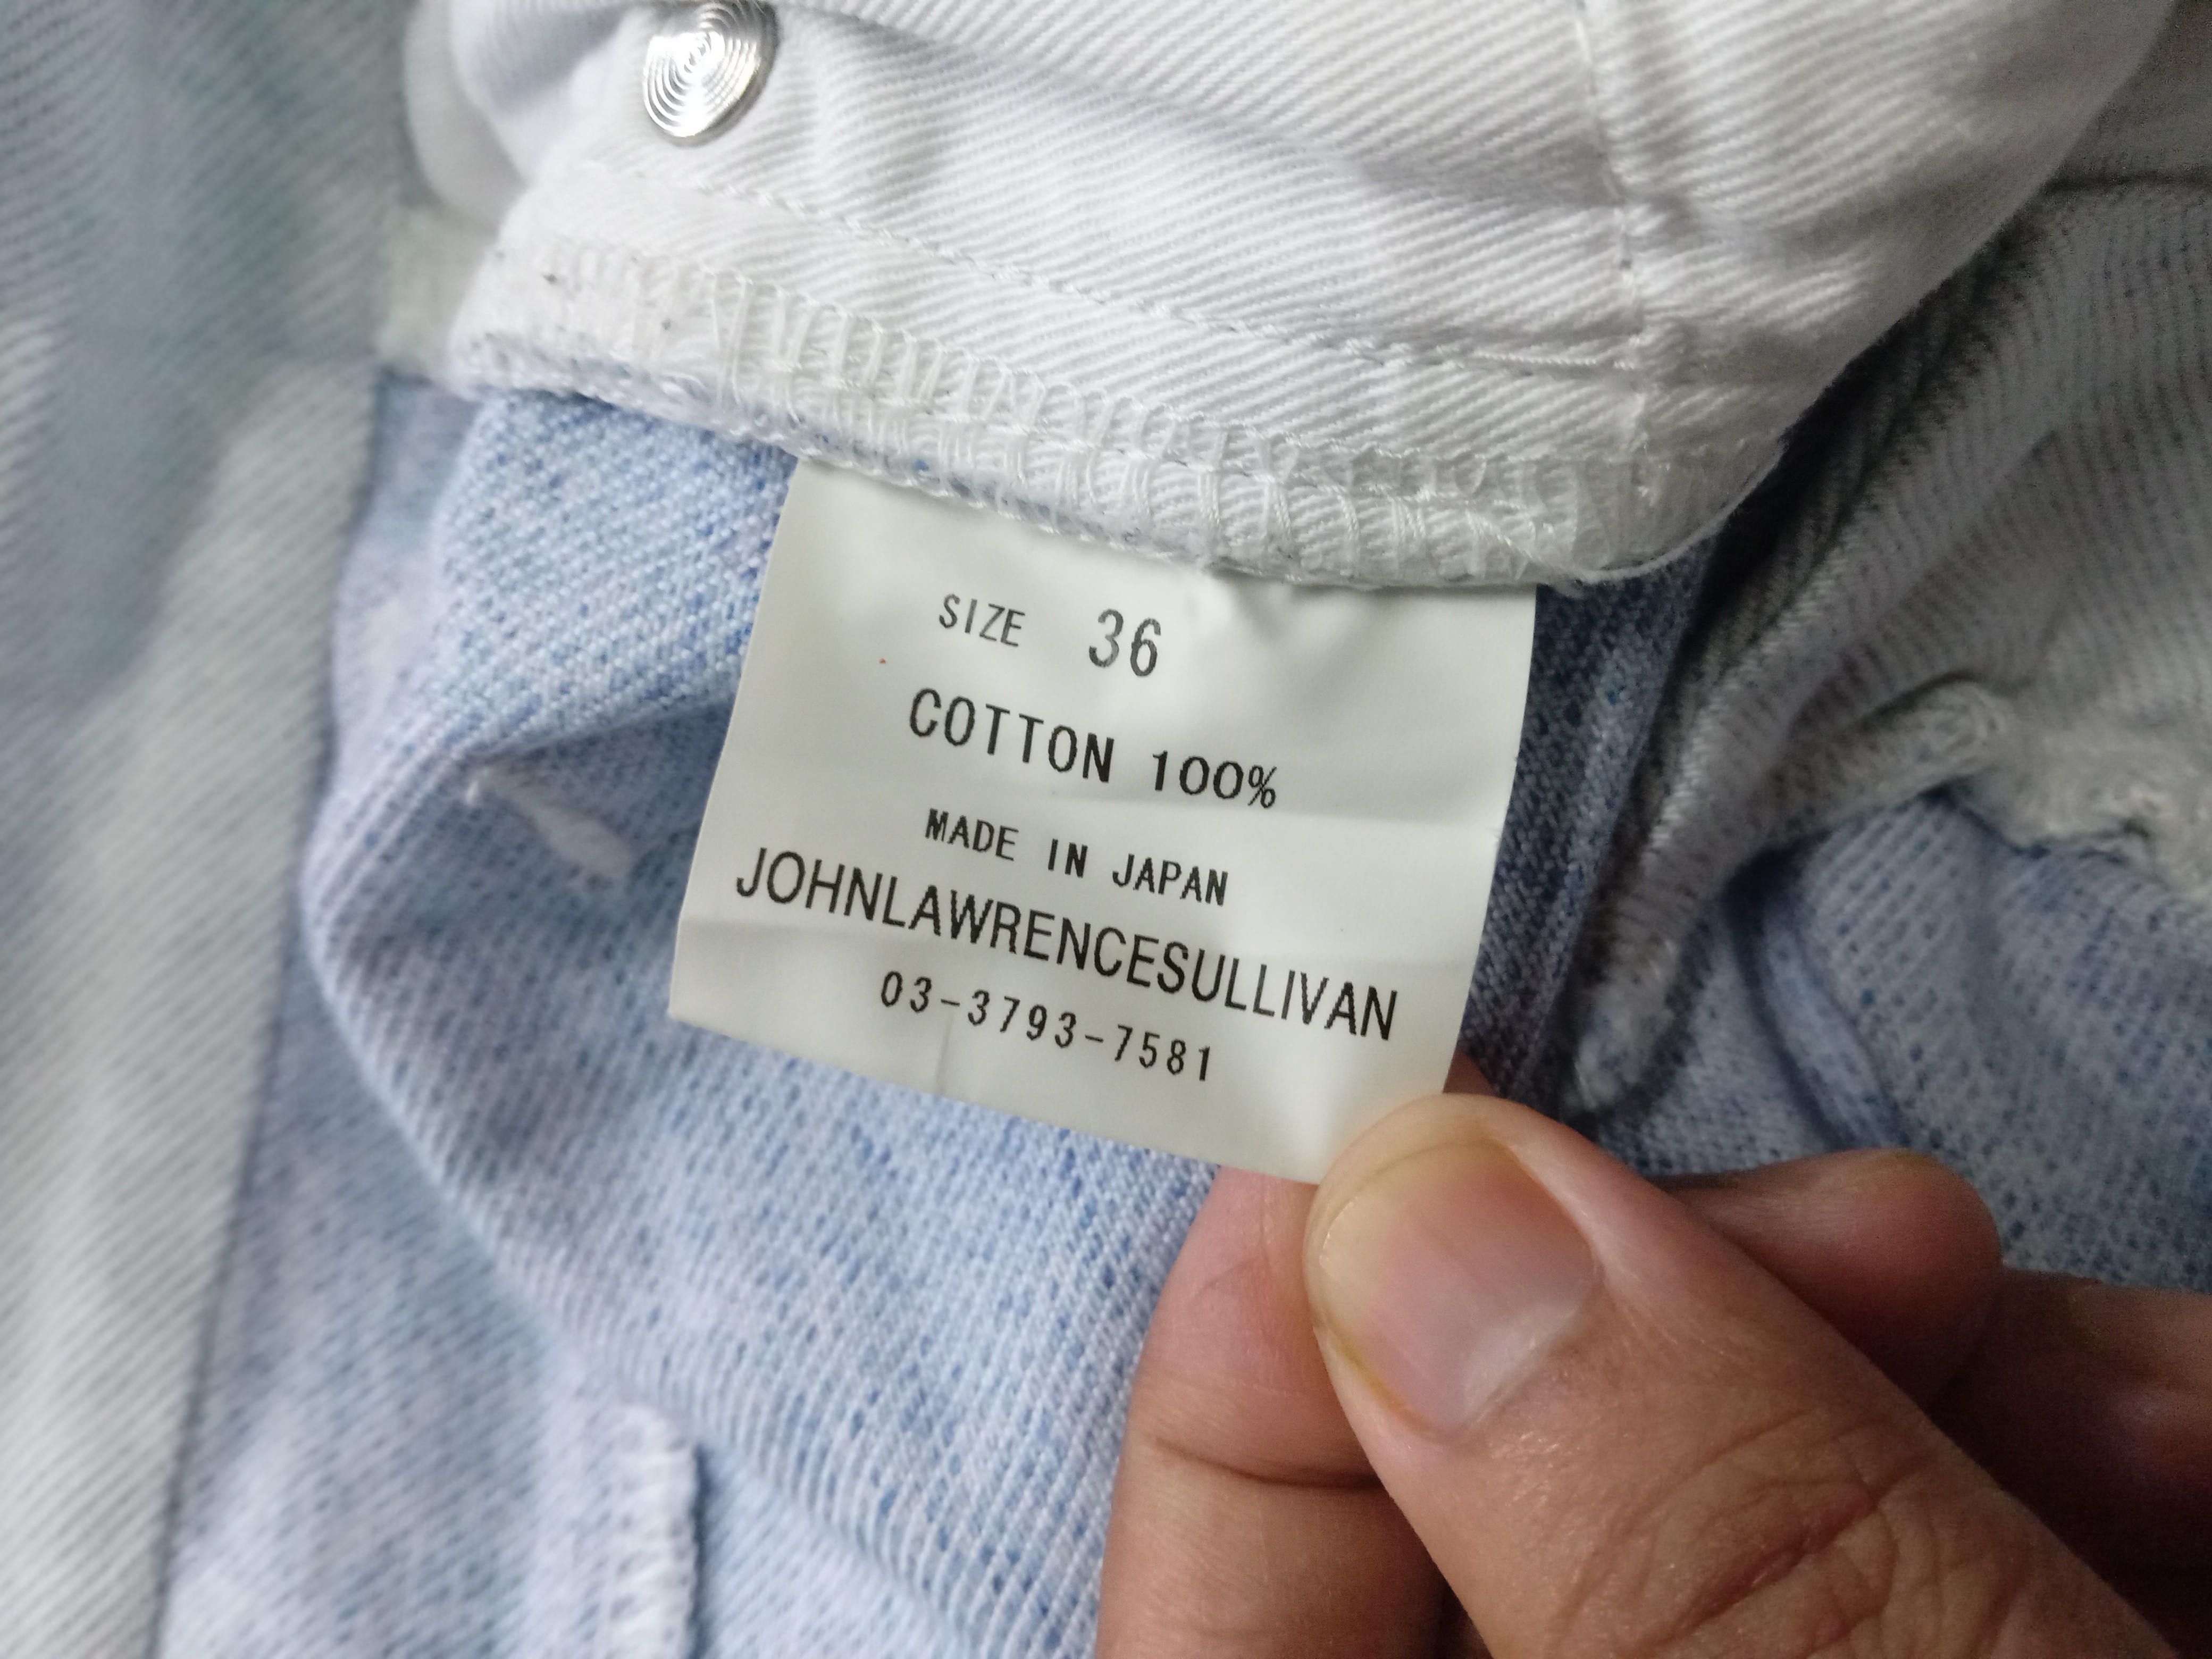 SIZE 36
COTTON 100%
MADE IN JAPAN
JOHNLAWRENCESULLIVAN
03-3793-7581